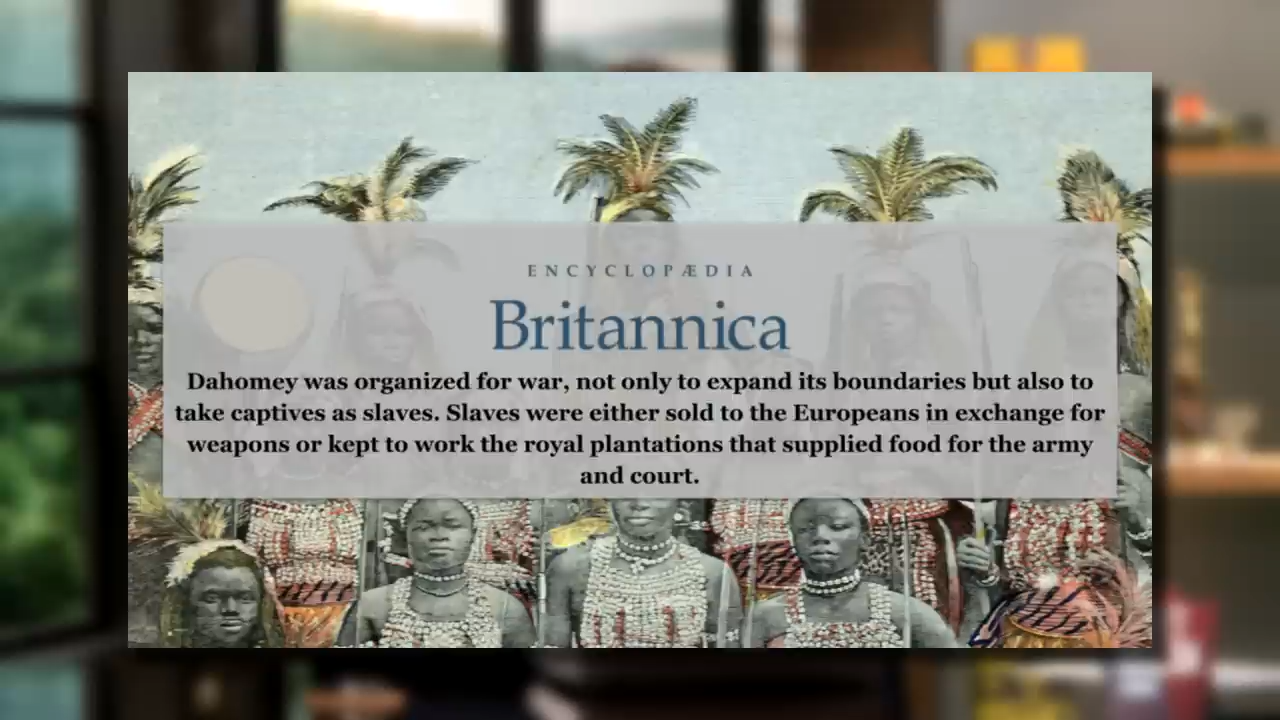 ENCYCLOPÆDIA
Britannica
Dahomey was organized for war, not only to expand its boundaries but also to
take captives as slaves. Slaves were either sold to the Europeans in exchange for
weapons or kept to work the royal plantations that supplied food for the army
and court.